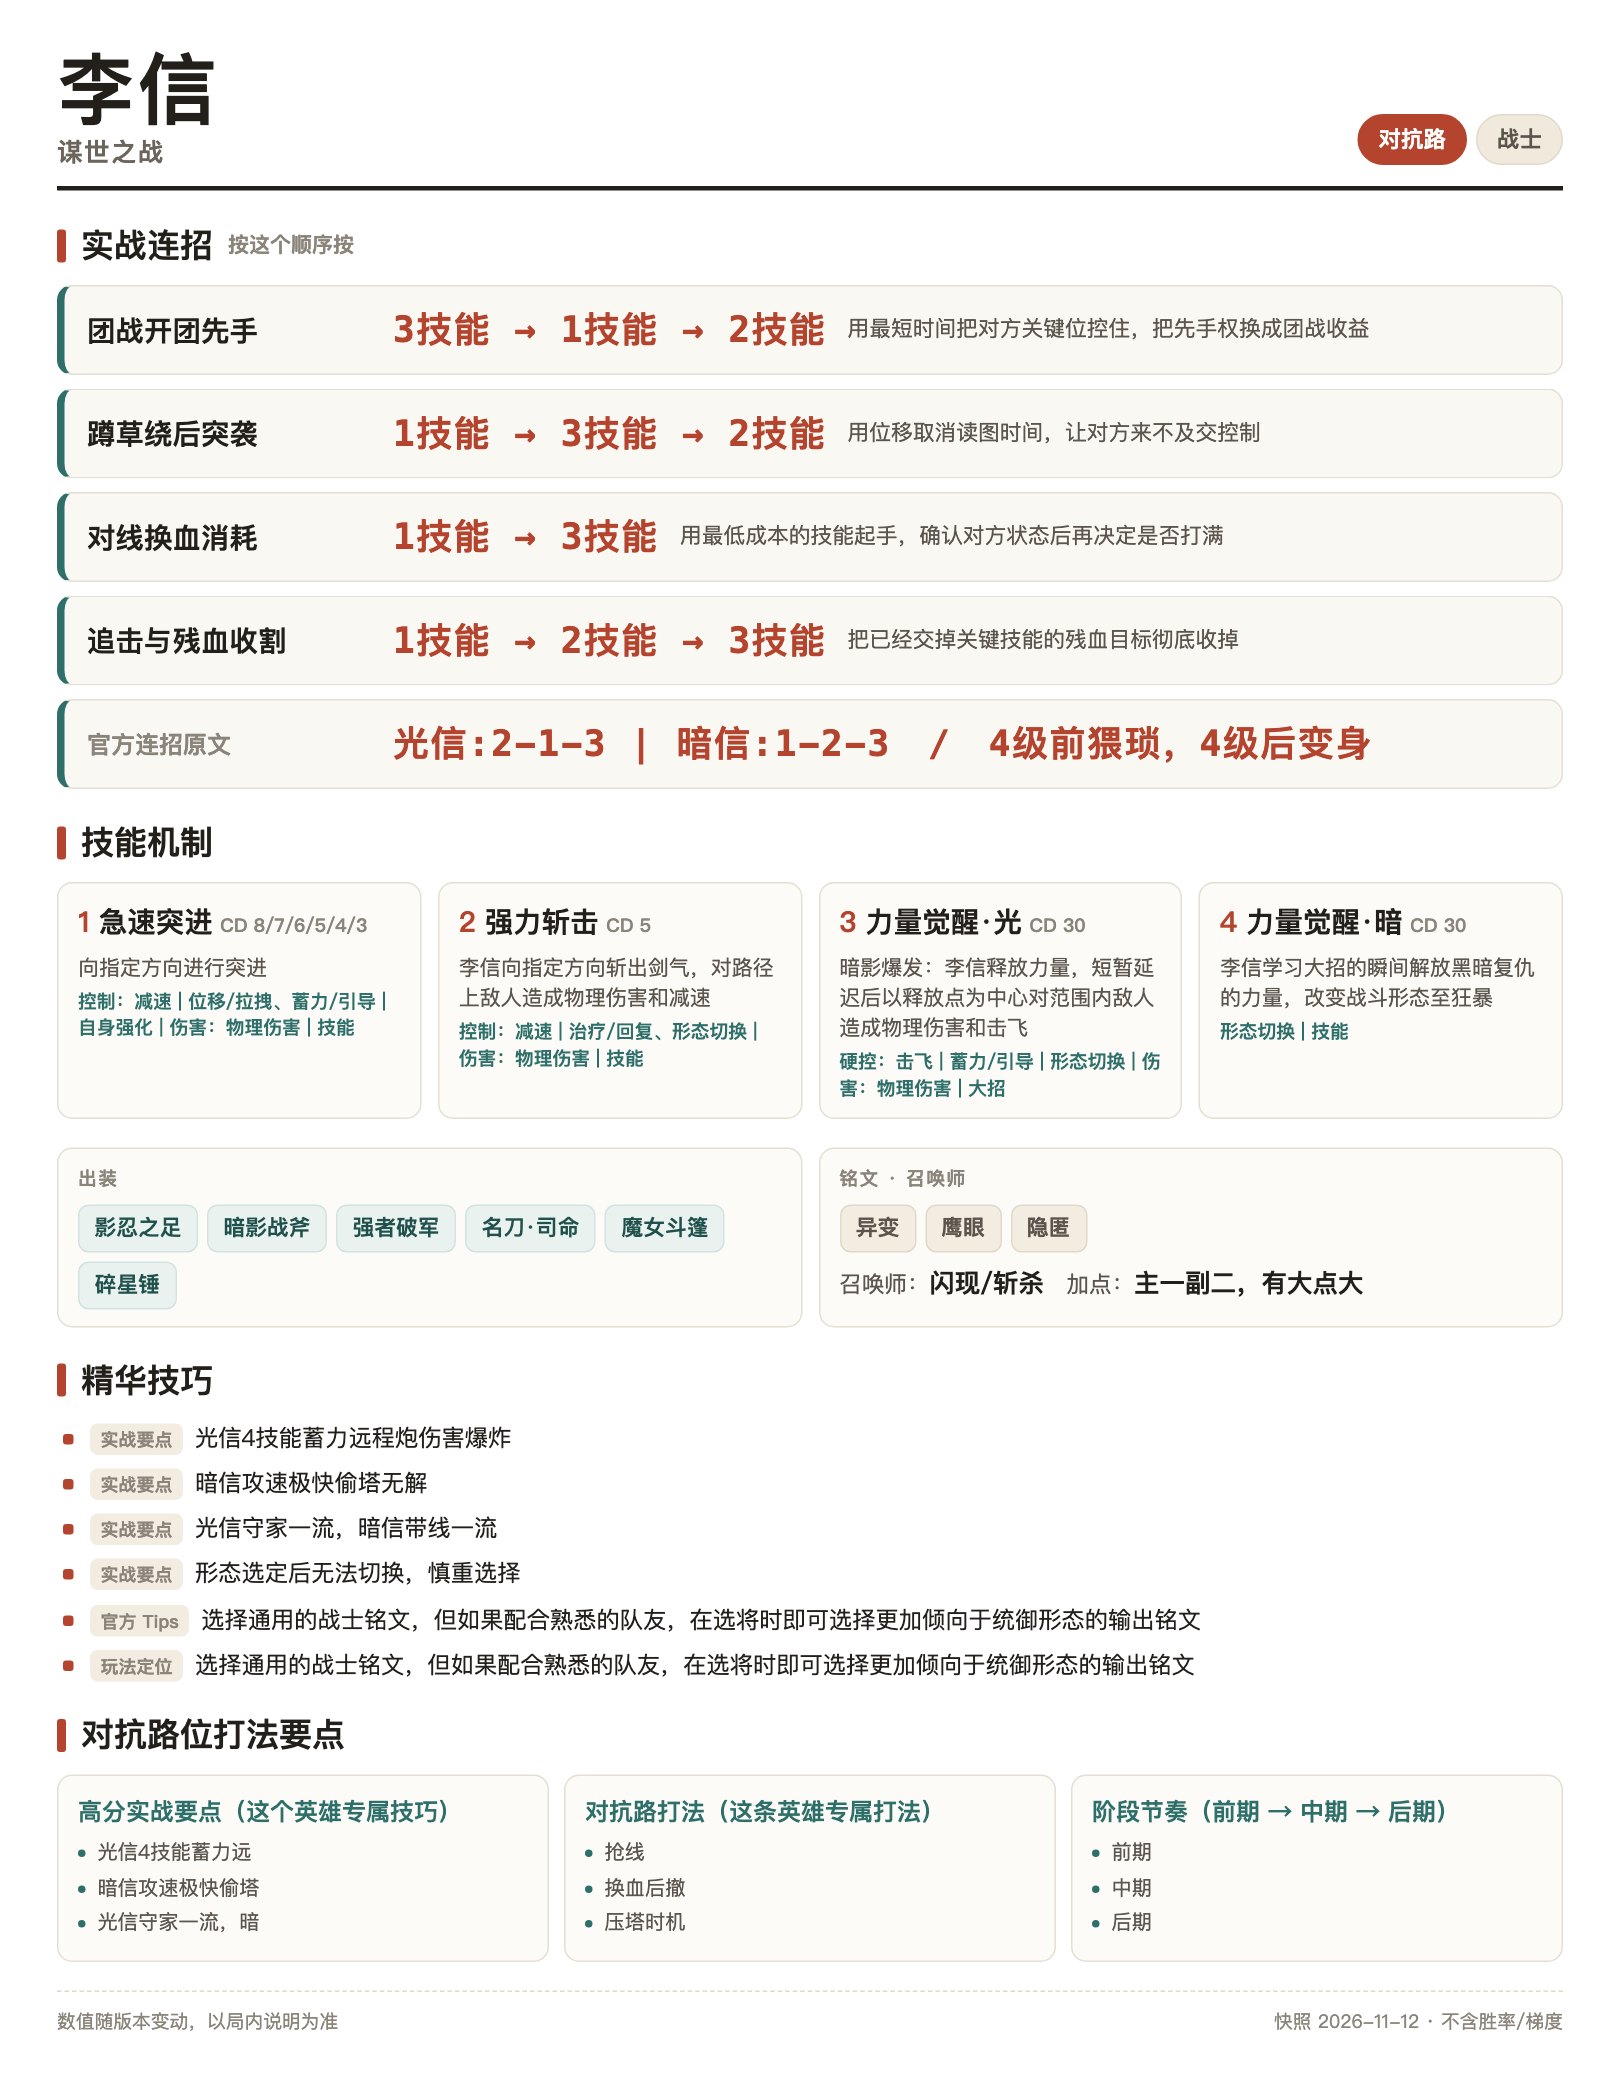 李信
谋世之战
对抗路 战士
实战连招 按这个顺序按
团战开团先手 3技能 → 1技能 → 2技能 用最短时间把对方关键位控住，把先手权换成团战收益
蹲草绕后突袭 1技能 → 3技能 → 2技能 用位移取消读图时间，让对方来不及交控制
对线换血消耗 1技能 → 3技能 用最低成本的技能起手，确认对方状态后再决定是否打满
追击与残血收割 1技能 → 2技能 → 3技能 把已经交掉关键技能的残血目标彻底收掉
官方连招原文 光信:2-1-3 | 暗信:1-2-3 / 4级前猥琐，4级后变身
技能机制
1 急速突进 CD 8/7/6/5/4/3
向指定方向进行突进
控制：减速 | 位移/拉拽、蓄力/引导 |
自身强化 | 伤害：物理伤害 | 技能
2 强力斩击 CD 5
李信向指定方向斩出剑气，对路径
上敌人造成物理伤害和减速
控制：减速 | 治疗/回复、形态切换 |
伤害：物理伤害 | 技能
3 力量觉醒·光 CD 30
暗影爆发：李信释放力量，短暂延
迟后以释放点为中心对范围内敌人
造成物理伤害和击飞
硬控：击飞 | 蓄力/引导 | 形态切换 | 伤
害：物理伤害 | 大招
4 力量觉醒·暗 CD 30
李信学习大招的瞬间解放黑暗复仇
的力量，改变战斗形态至狂暴
形态切换 | 技能
出装
影忍之足 暗影战斧 强者破军 名刀·司命 魔女斗篷
碎星锤
铭文 · 召唤师
异变 鹰眼 隐匿
召唤师：闪现/斩杀 加点：主一副二，有大点大
精华技巧
实战要点 光信4技能蓄力远程炮伤害爆炸
实战要点 暗信攻速极快偷塔无解
实战要点 光信守家一流，暗信带线一流
实战要点 形态选定后无法切换，慎重选择
官方 Tips 选择通用的战士铭文，但如果配合熟悉的队友，在选将时即可选择更加倾向于统御形态的输出铭文
玩法定位 选择通用的战士铭文，但如果配合熟悉的队友，在选将时即可选择更加倾向于统御形态的输出铭文
对抗路位打法要点
高分实战要点（这个英雄专属技巧）
光信4技能蓄力远
暗信攻速极快偷塔
光信守家一流，暗
对抗路打法（这条英雄专属打法）
抢线
换血后撤
压塔时机
阶段节奏（前期 → 中期 → 后期）
前期
中期
后期
数值随版本变动，以局内说明为准
快照 2026-11-12 · 不含胜率/梯度